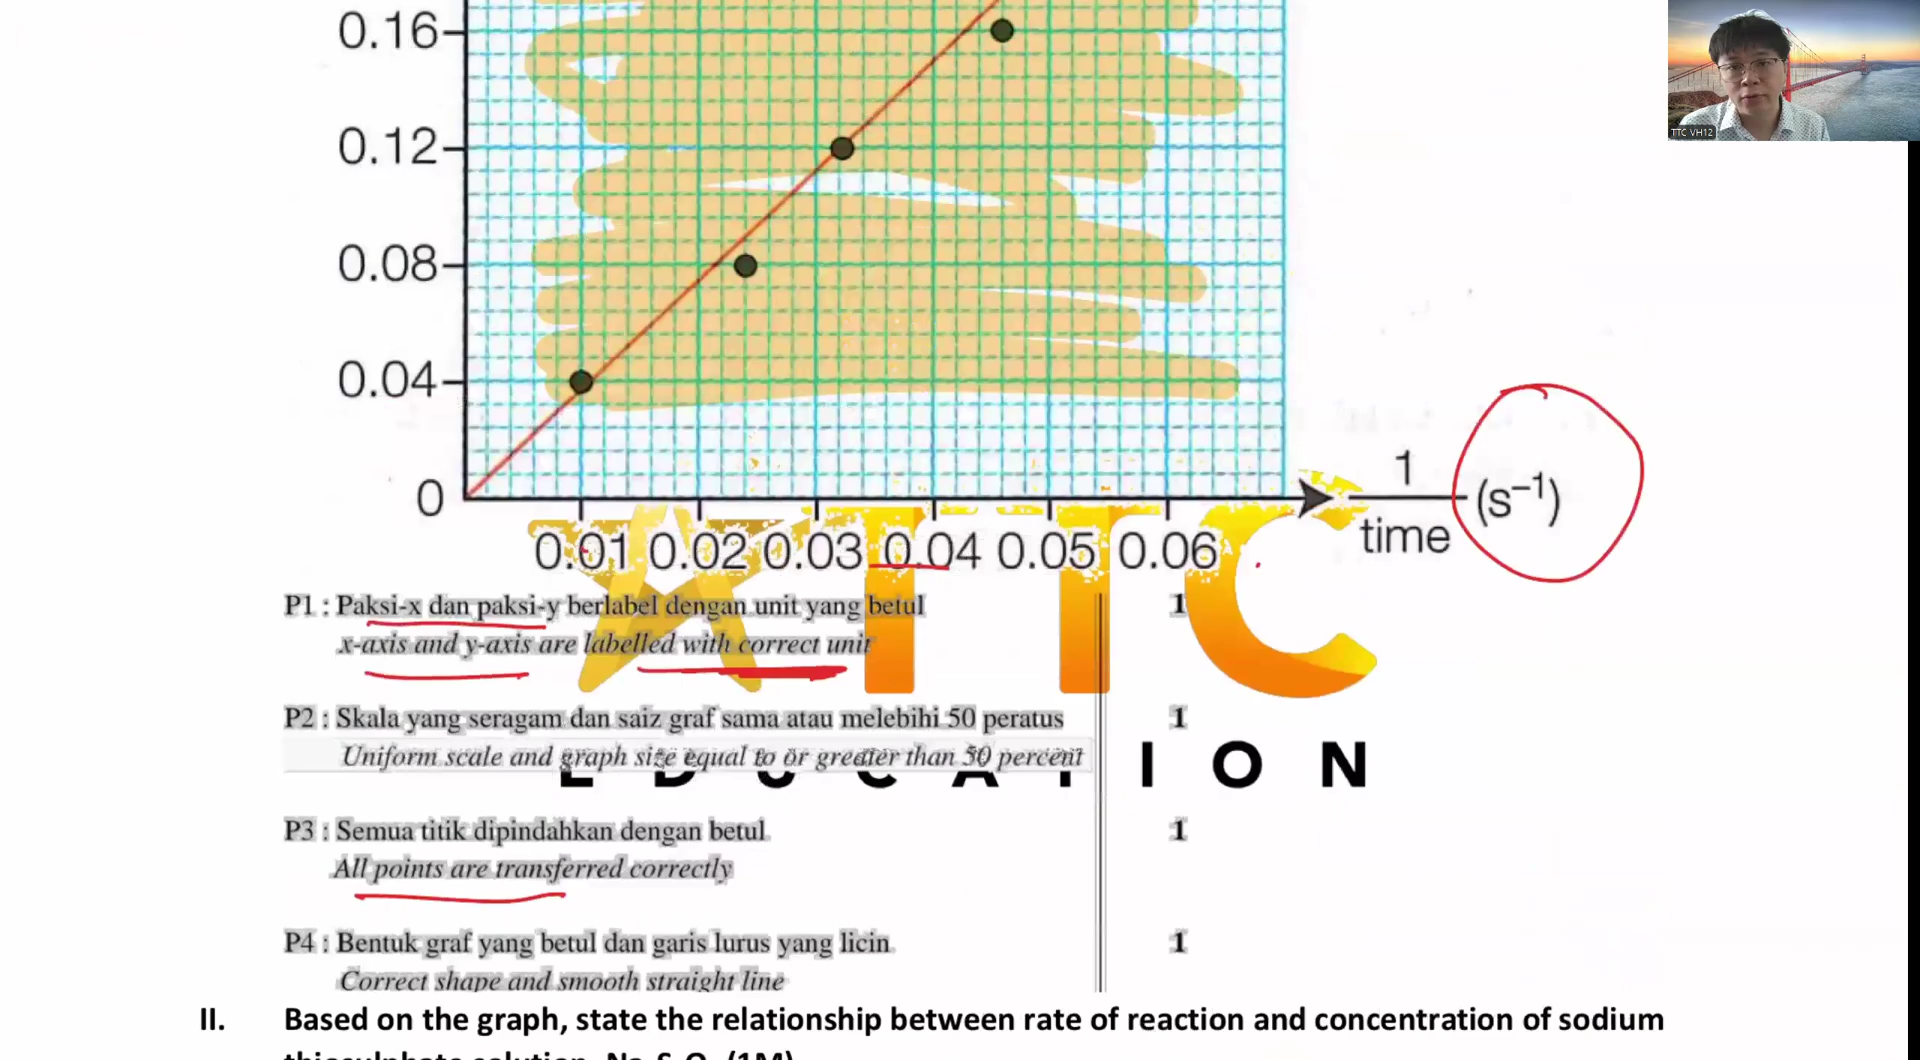 0.16
TTC VH12
0.12
0.08
0.04
0
1
time (s⁻¹)
0.01 0.02 0.03 0.04 0.05 0.06
P1 : Paksi-x dan paksi-y berlabel dengan unit yang betul 1
x-axis and y-axis are labelled with correct unit
TTC
P2 : Skala yang seragam dan saiz graf sama atau melebihi 50 peratus 1
Uniform scale and graph size equal to or greater than 50 percent
EDUCATION
P3 : Semua titik dipindahkan dengan betul 1
All points are transferred correctly
P4 : Bentuk graf yang betul dan garis lurus yang licin 1
Correct shape and smooth straight line
II. Based on the graph, state the relationship between rate of reaction and concentration of sodium
thiosulphate solution, Na₂S₂O₃ (1M)